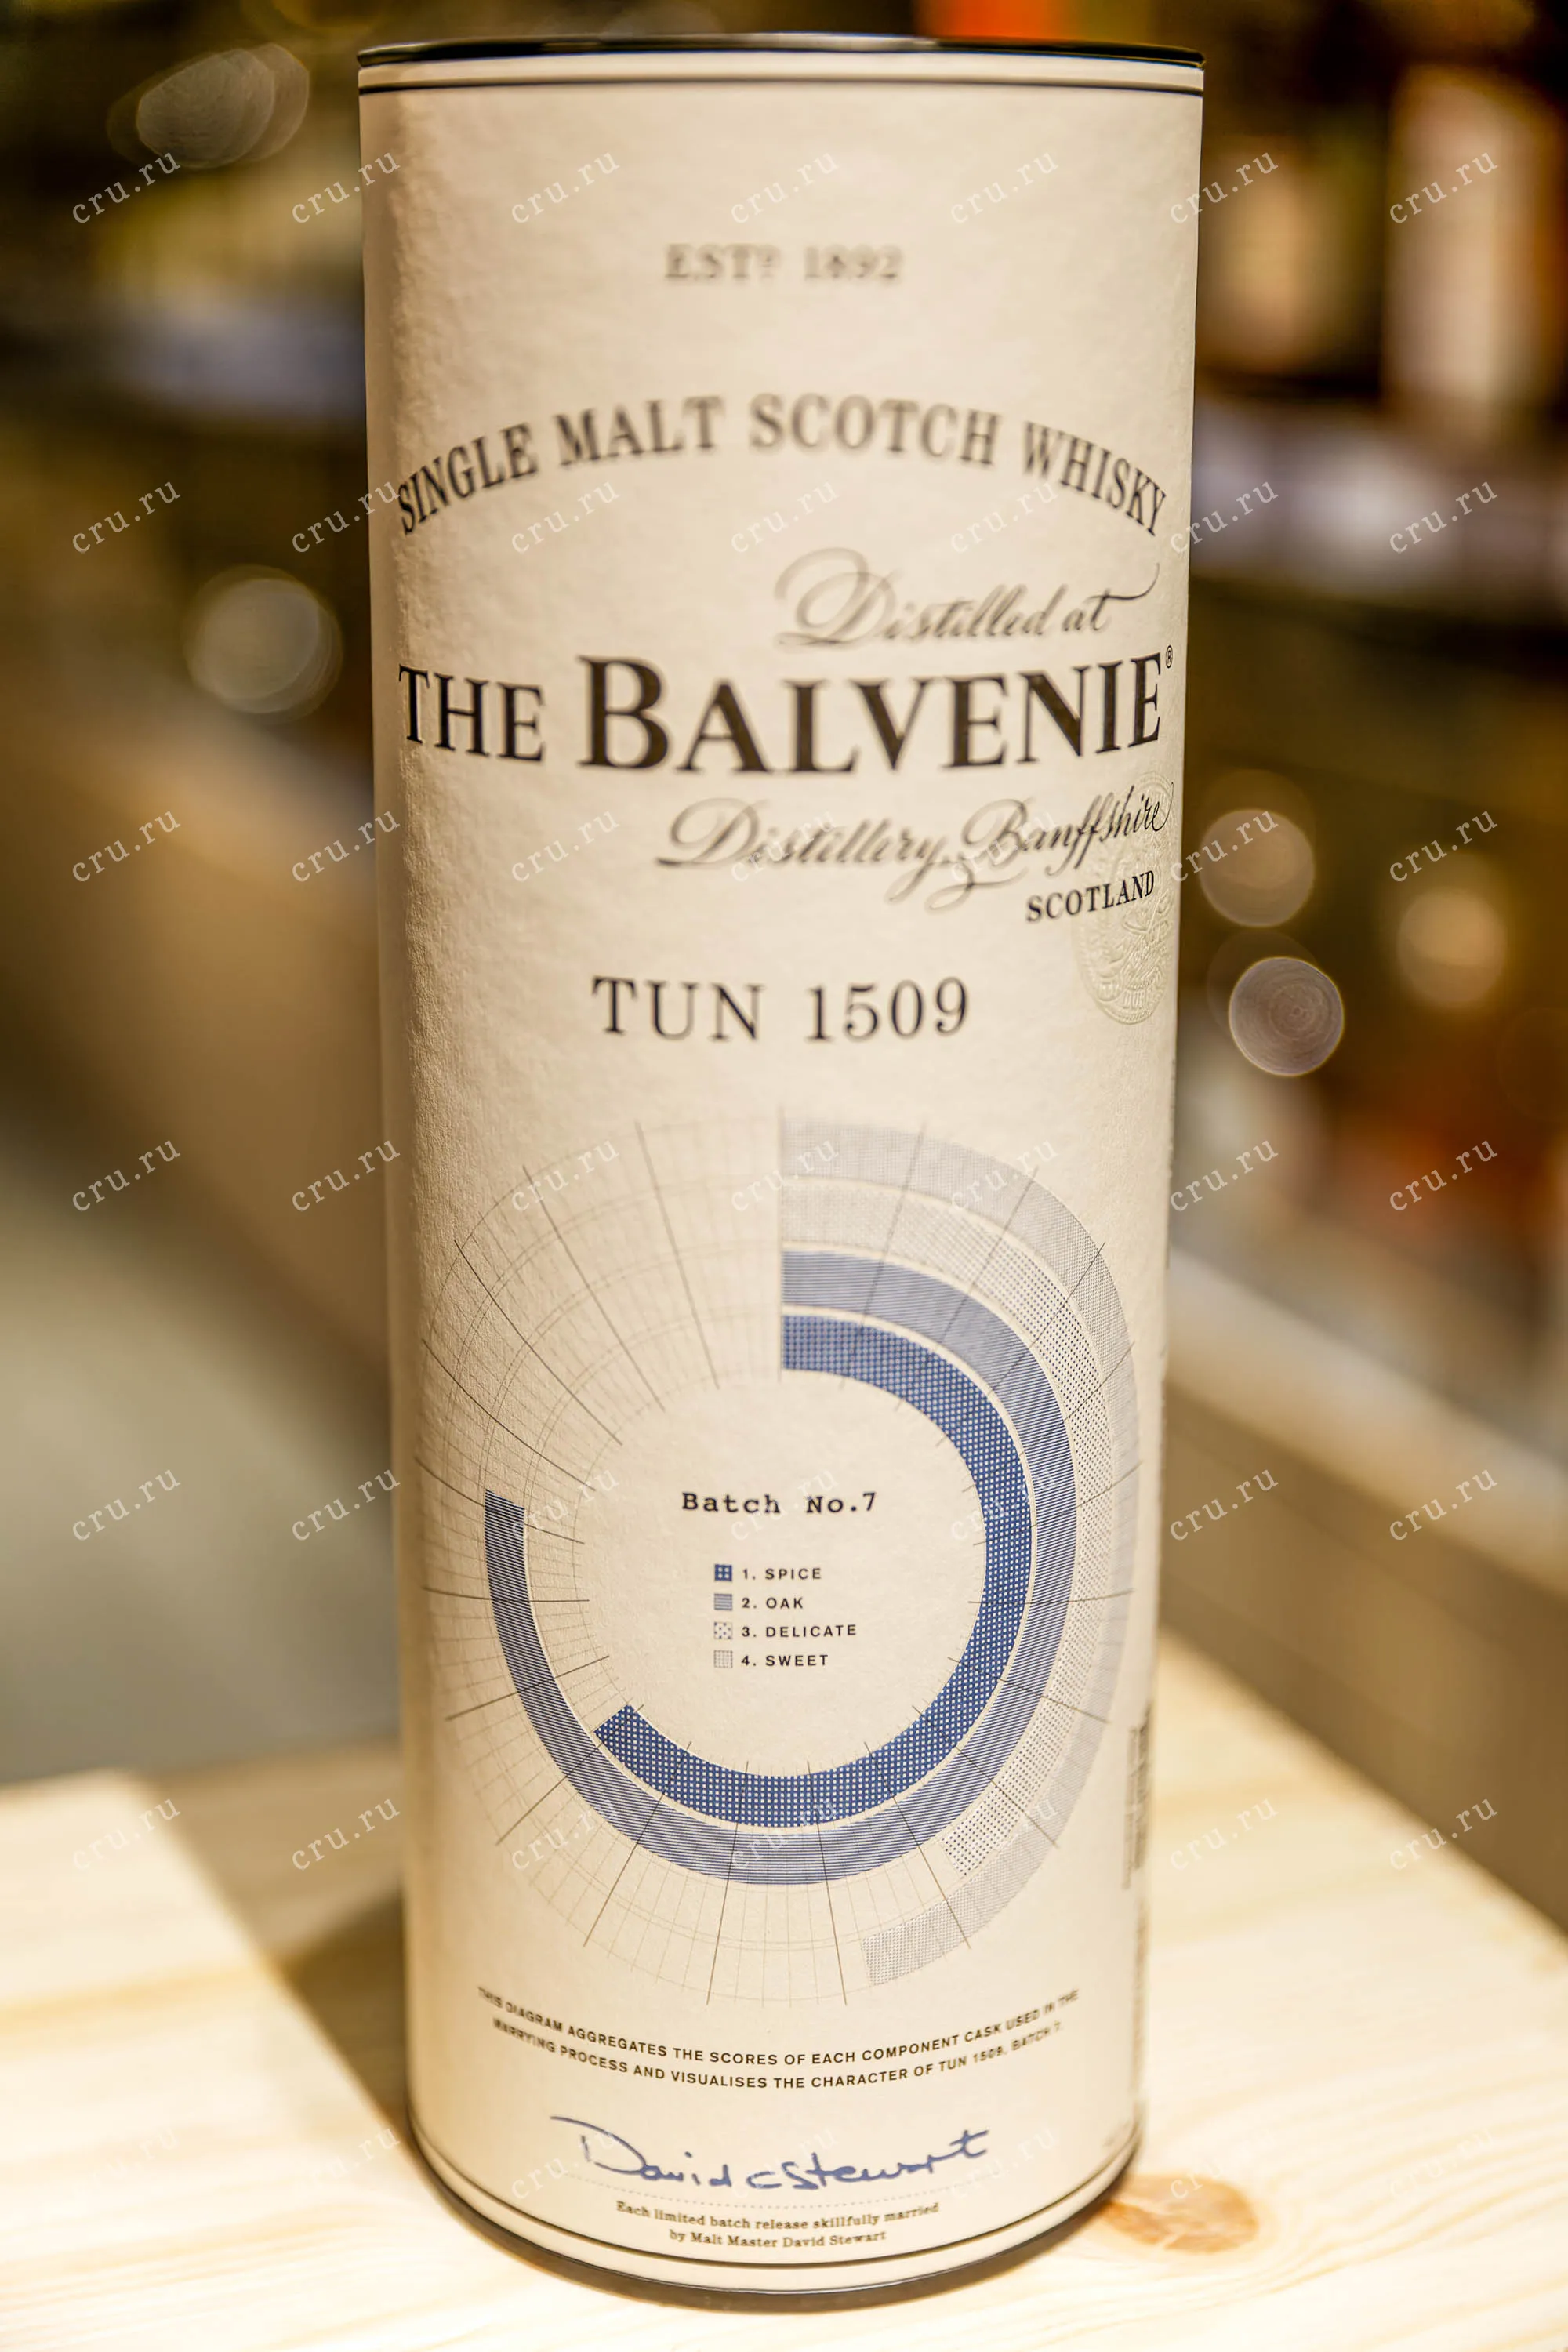 ESTD 1892
SINGLE MALT SCOTCH WHISKY
Distilled at
THE BALVENIE®
Distillery, Banffshire
SCOTLAND
TUN 1509
Batch No.7
1. SPICE
2. OAK
3. DELICATE
4. SWEET
THIS DIAGRAM AGGREGATES THE SCORES OF EACH COMPONENT CASK USED IN THE
MARRYING PROCESS AND VISUALISES THE CHARACTER OF TUN 1509, BATCH 7.
David C Stewart
Each limited batch release skillfully married
by Malt Master David Stewart
cru.ru